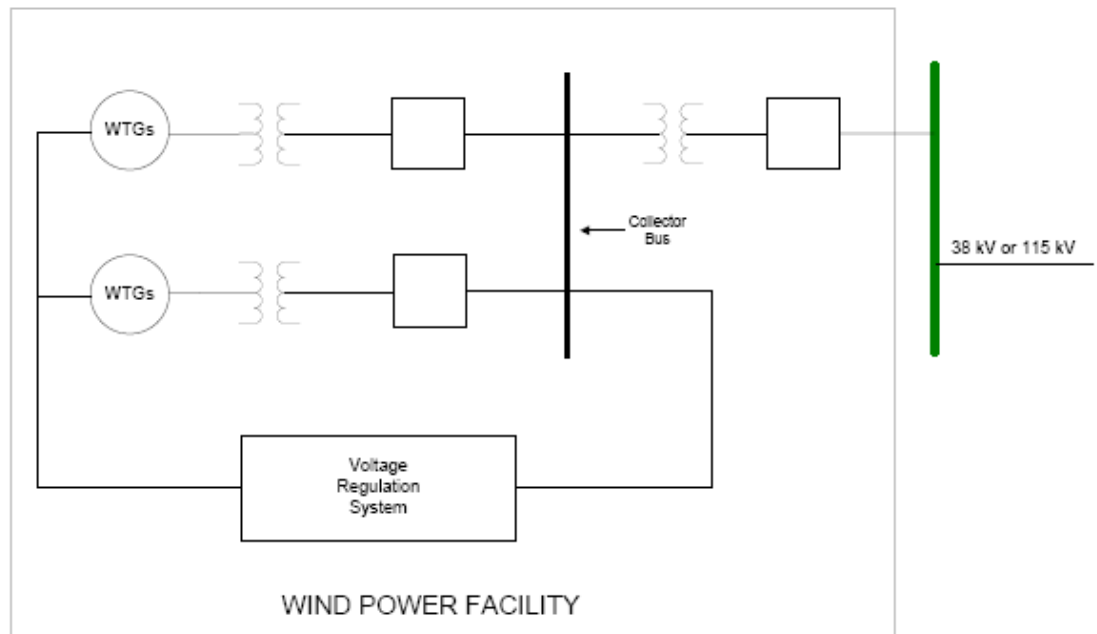 WTGs
Collector
Bus
38 kV or 115 kV
WTGs
Voltage
Regulation
System
WIND POWER FACILITY